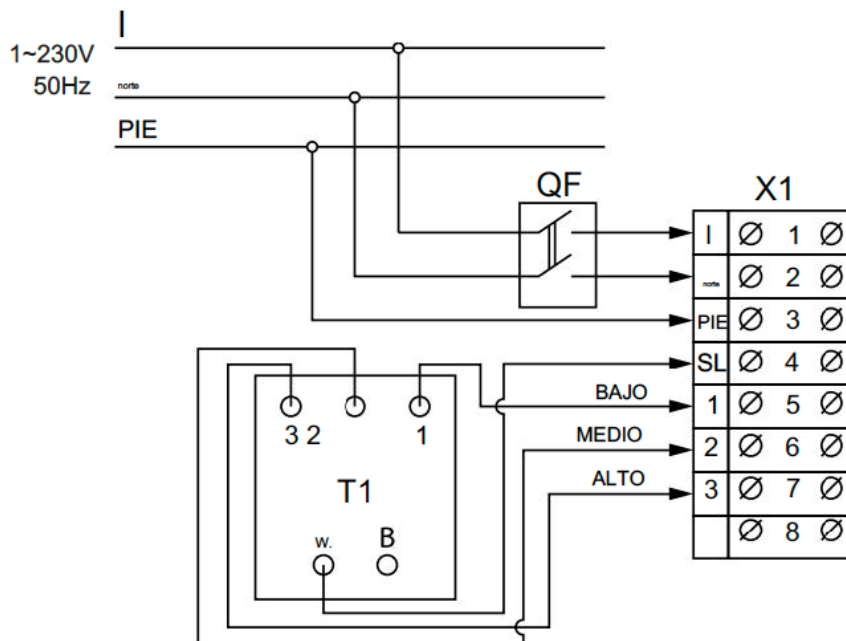 l
1~230V
50Hz
norte
PIE
QF
X1
l 1
norte 2
PIE 3
SL 4
BAJO 1 5
MEDIO 2 6
ALTO 3 7
8
3 2 1
T1
w. B